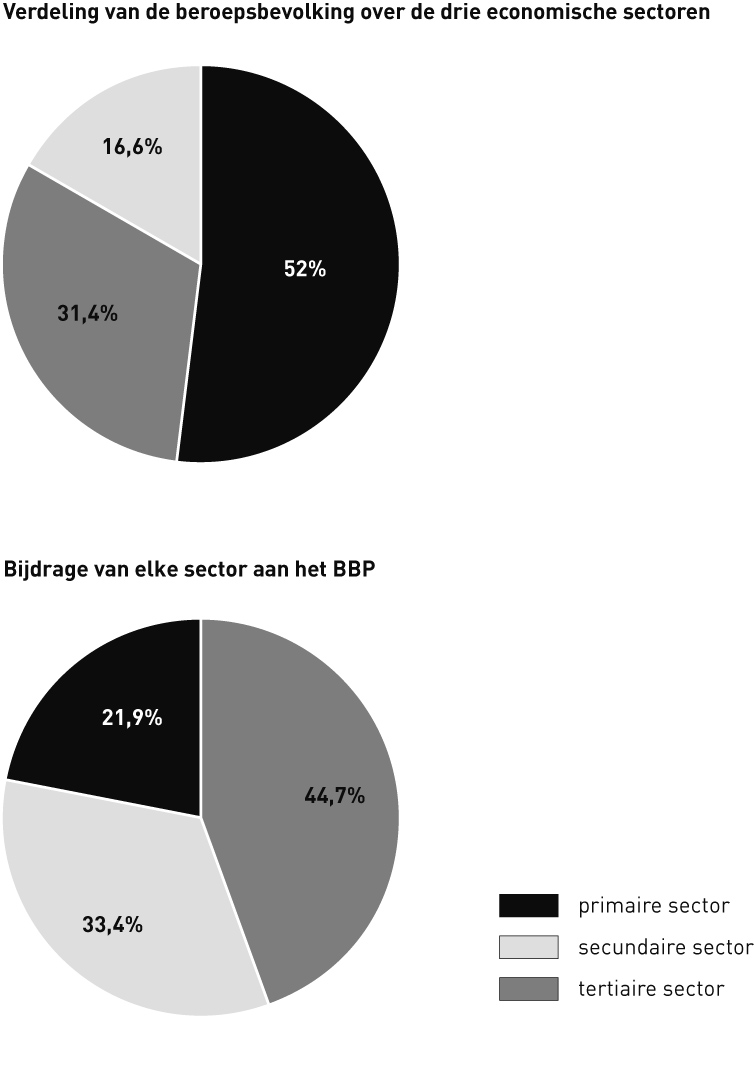 Verdeling van de beroepsbevolking over de drie economische sectoren
16,6%
52%
31,4%
Bijdrage van elke sector aan het BBP
21,9%
44,7%
33,4%
primaire sector
secundaire sector
tertiaire sector